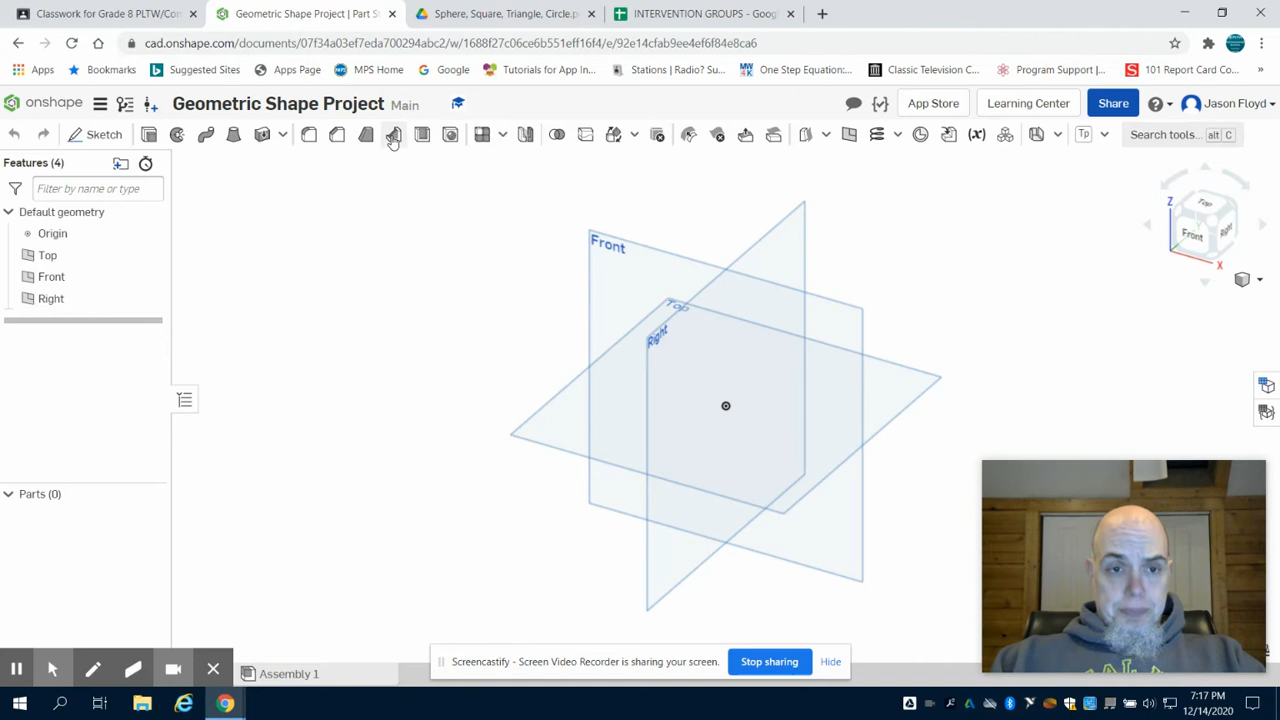 Classwork for Grade 8 PLTW/Con
Geometric Shape Project | Part S
Sphere, Square, Triangle, Circle.p
INTERVENTION GROUPS - Goog
cad.onshape.com/documents/07f34a03ef7eda700294abc2/w/1688f27c06ce6b551eff16f4/e/92e14cfab9ee4ef6f84e8ca6
Apps
Bookmarks
Suggested Sites
Apps Page
MPS Home
Google
Tutorials for App In...
Stations | Radio? Su...
One Step Equation:...
Classic Television C...
Program Support |...
101 Report Card Co...
onshape
Geometric Shape Project Main
App Store
Learning Center
Share
Jason Floyd
Sketch
Search tools... alt C
Features (4)
Filter by name or type
Default geometry
Origin
Top
Front
Right
Parts (0)
Front
Top
Right
Top
Front
Right
Z
X
Screencastify - Screen Video Recorder is sharing your screen.
Stop sharing
Hide
Assembly 1
7:17 PM
12/14/2020